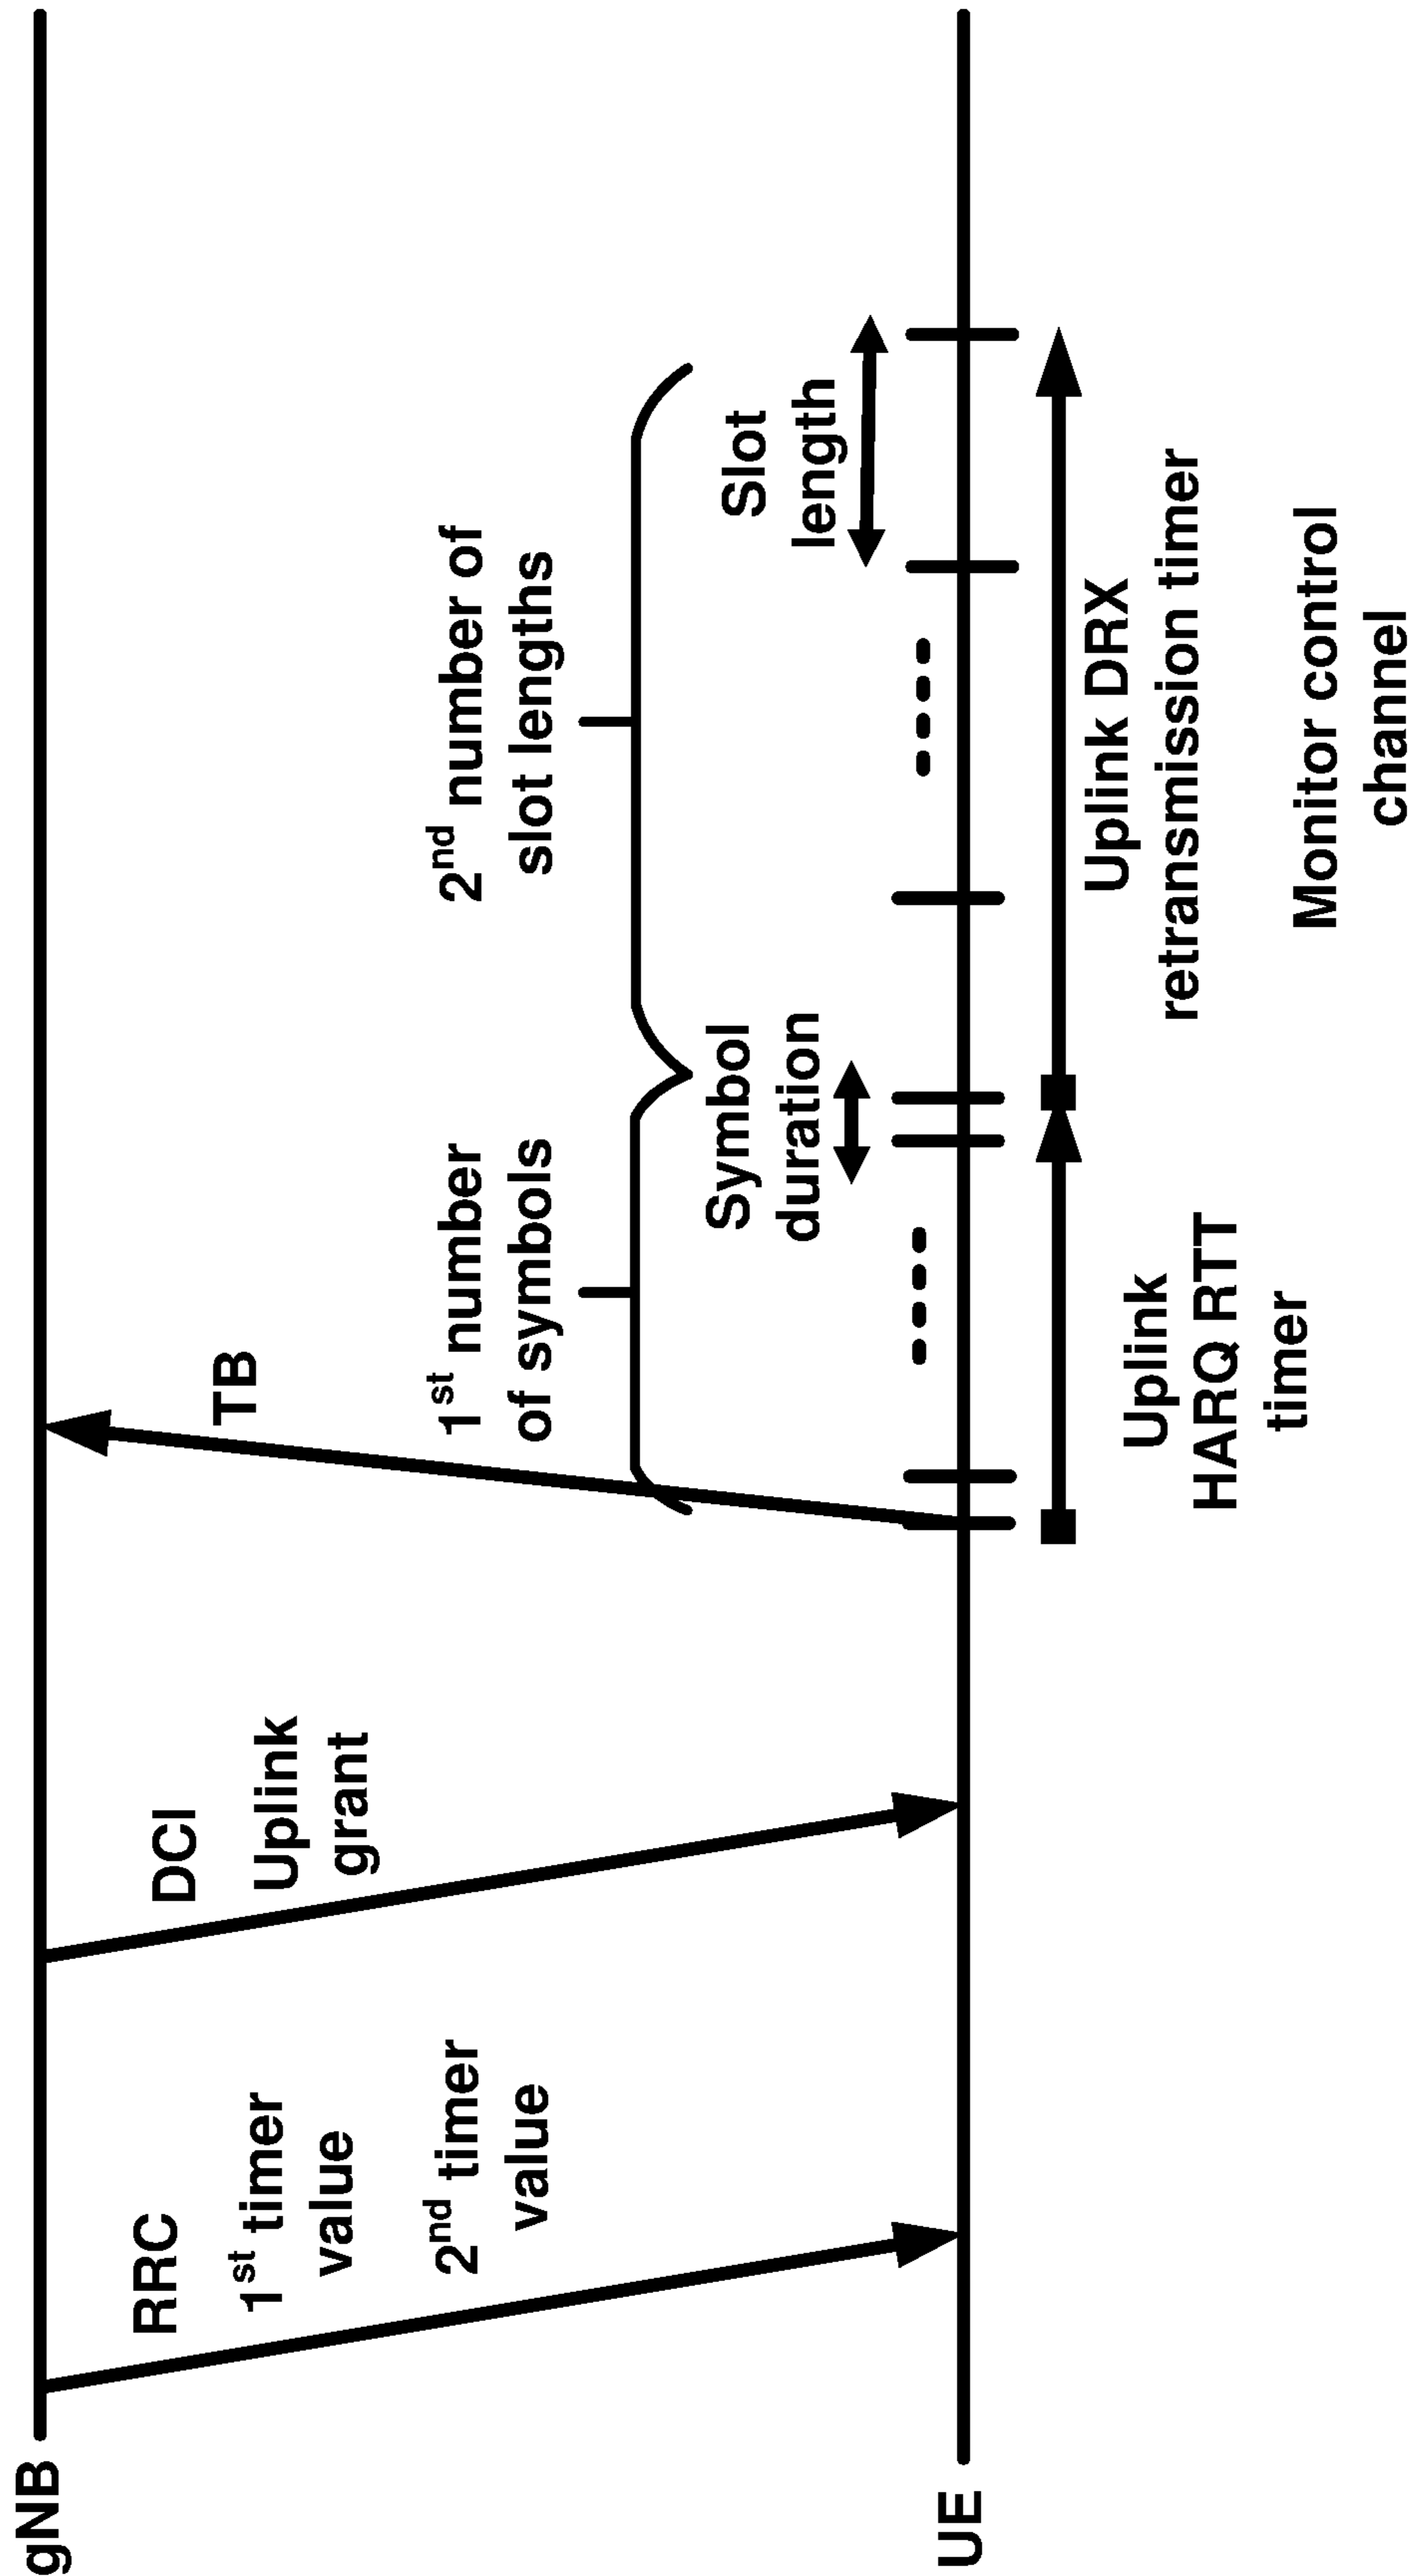 gNB
RRC
1st timer
value
2nd timer
value
DCI
Uplink
grant
TB
1st number
of symbols
2nd number of
slot lengths
Symbol
duration
Slot
length
UE
Uplink
HARQ RTT
timer
Uplink DRX
retransmission timer
Monitor control
channel